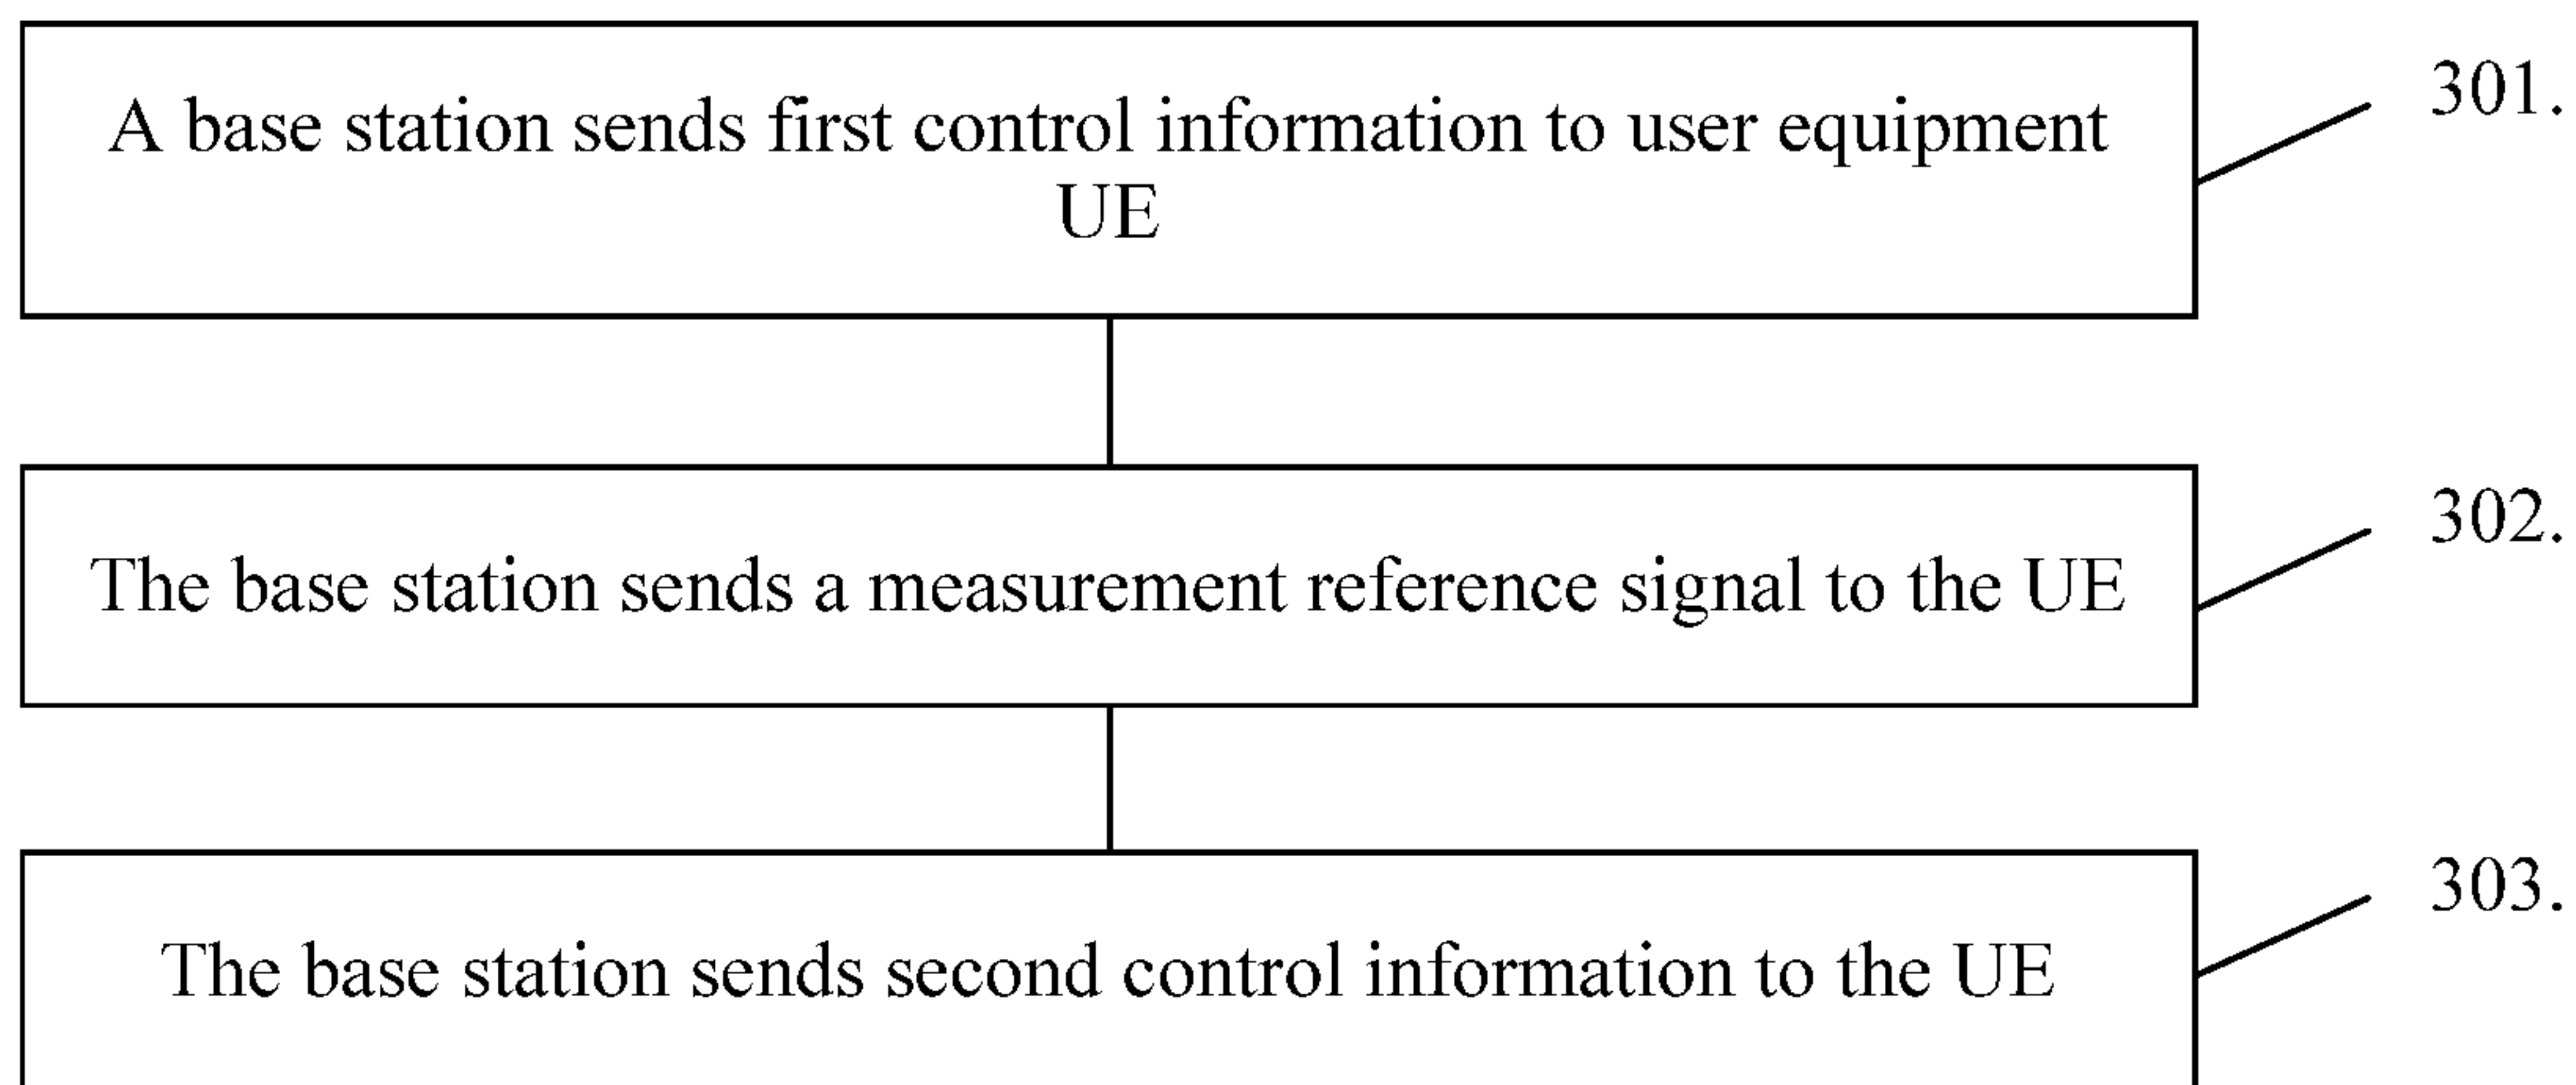 A base station sends first control information to user equipment
UE
301.
The base station sends a measurement reference signal to the UE
302.
The base station sends second control information to the UE
303.